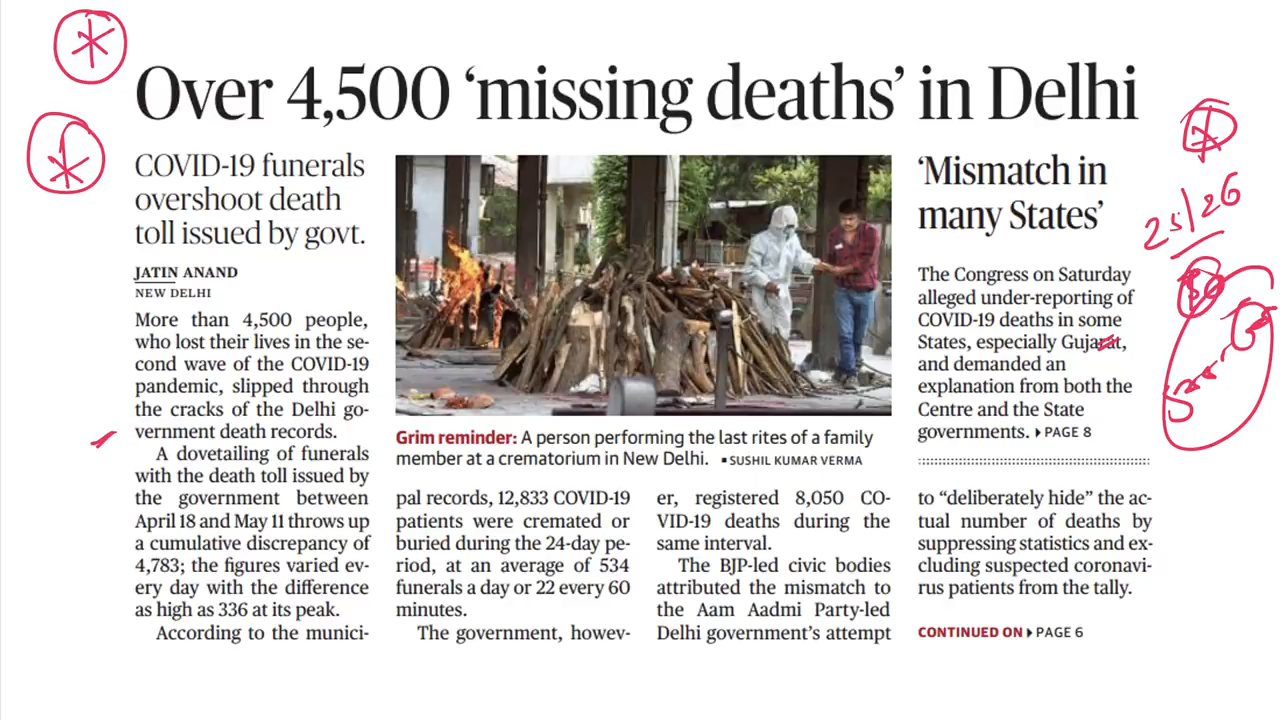 Over 4,500 ‘missing deaths’ in Delhi
COVID-19 funerals
overshoot death
toll issued by govt.
JATIN ANAND
NEW DELHI
More than 4,500 people,
who lost their lives in the se-
cond wave of the COVID-19
pandemic, slipped through
the cracks of the Delhi go-
vernment death records.
A dovetailing of funerals
with the death toll issued by
the government between
April 18 and May 11 throws up
a cumulative discrepancy of
4,783; the figures varied ev-
ery day with the difference
as high as 336 at its peak.
According to the munici-
Grim reminder: A person performing the last rites of a family
member at a crematorium in New Delhi. ▪ SUSHIL KUMAR VERMA
pal records, 12,833 COVID-19
patients were cremated or
buried during the 24-day pe-
riod, at an average of 534
funerals a day or 22 every 60
minutes.
The government, howev-
er, registered 8,050 CO-
VID-19 deaths during the
same interval.
The BJP-led civic bodies
attributed the mismatch to
the Aam Aadmi Party-led
Delhi government’s attempt
to “deliberately hide” the ac-
tual number of deaths by
suppressing statistics and ex-
cluding suspected coronavi-
rus patients from the tally.
CONTINUED ON ▸ PAGE 6
‘Mismatch in
many States’
The Congress on Saturday
alleged under-reporting of
COVID-19 deaths in some
States, especially Gujarat,
and demanded an
explanation from both the
Centre and the State
governments. ▸ PAGE 8
25/26